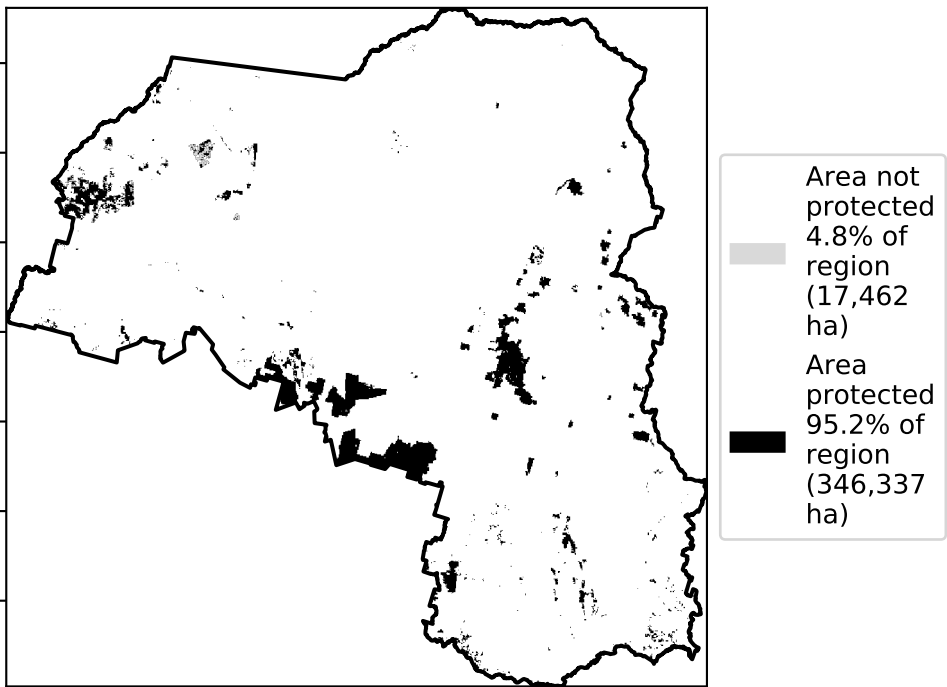 Area not
protected
4.8% of
region
(17,462
ha)
Area
protected
95.2% of
region
(346,337
ha)